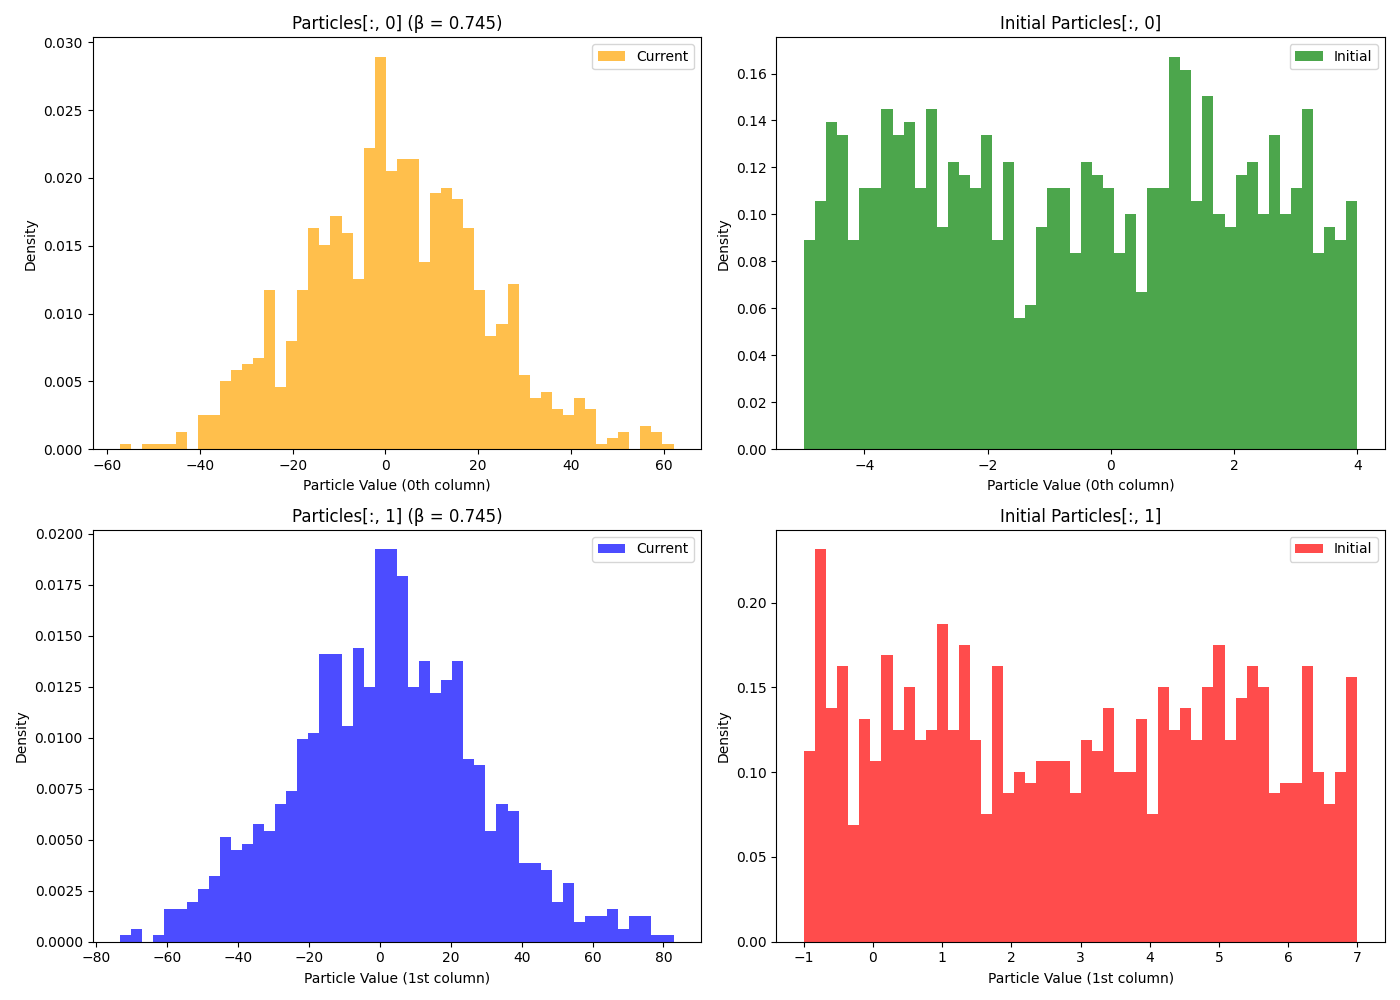 Particles[:, 0] (β = 0.745)
Current
Density
0.030
0.025
0.020
0.015
0.010
0.005
0.000
−60 −40 −20 0 20 40 60
Particle Value (0th column)
Initial Particles[:, 0]
Initial
Density
0.16
0.14
0.12
0.10
0.08
0.06
0.04
0.02
0.00
−4 −2 0 2 4
Particle Value (0th column)
Particles[:, 1] (β = 0.745)
Current
Density
0.0200
0.0175
0.0150
0.0125
0.0100
0.0075
0.0050
0.0025
0.0000
−80 −60 −40 −20 0 20 40 60 80
Particle Value (1st column)
Initial Particles[:, 1]
Initial
Density
0.20
0.15
0.10
0.05
0.00
−1 0 1 2 3 4 5 6 7
Particle Value (1st column)